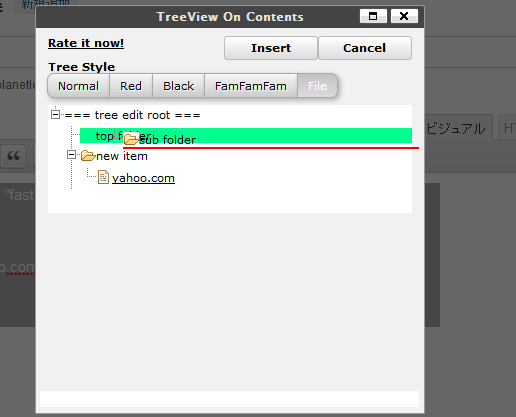 新規追加
TreeView On Contents
Rate it now!
Insert Cancel
Tree Style
Normal Red Black FamFamFam File
planetle
=== tree edit root ===
top folder
sub folder
ビジュアル HT
new item
yahoo.com
"fast
o.com